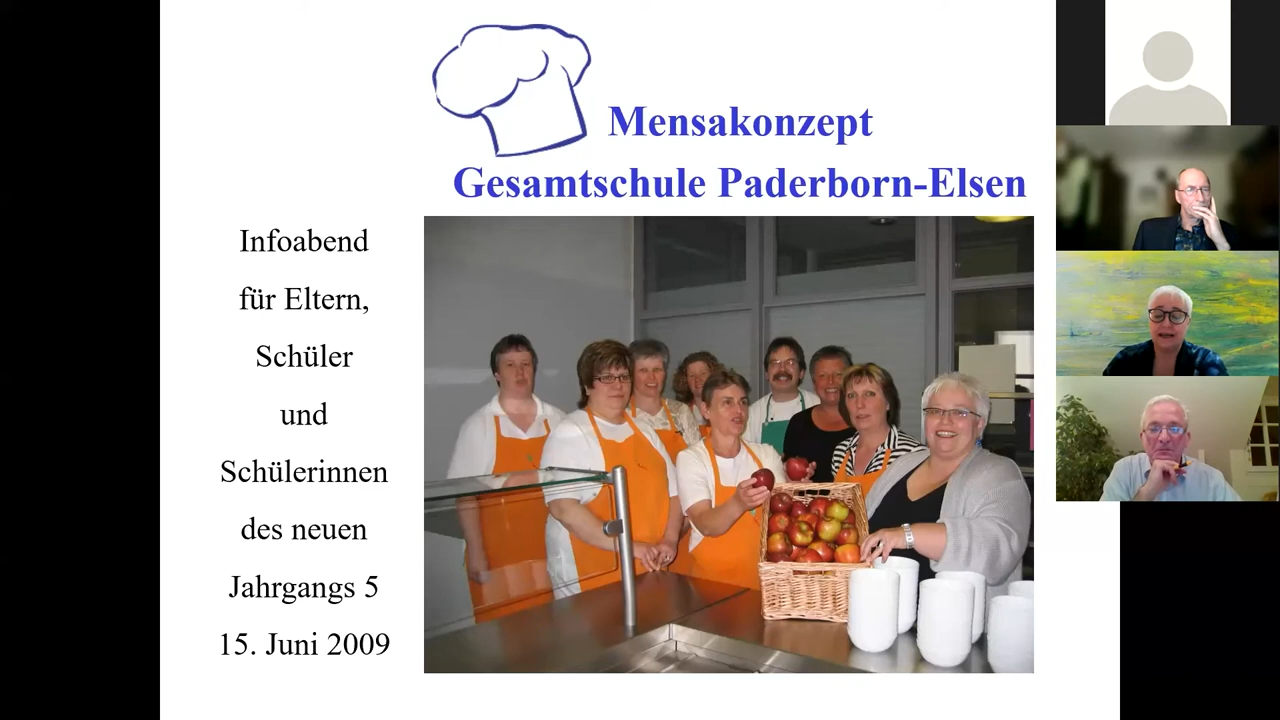 Mensakonzept
Gesamtschule Paderborn-Elsen
Infoabend
für Eltern,
Schüler
und
Schülerinnen
des neuen
Jahrgangs 5
15. Juni 2009